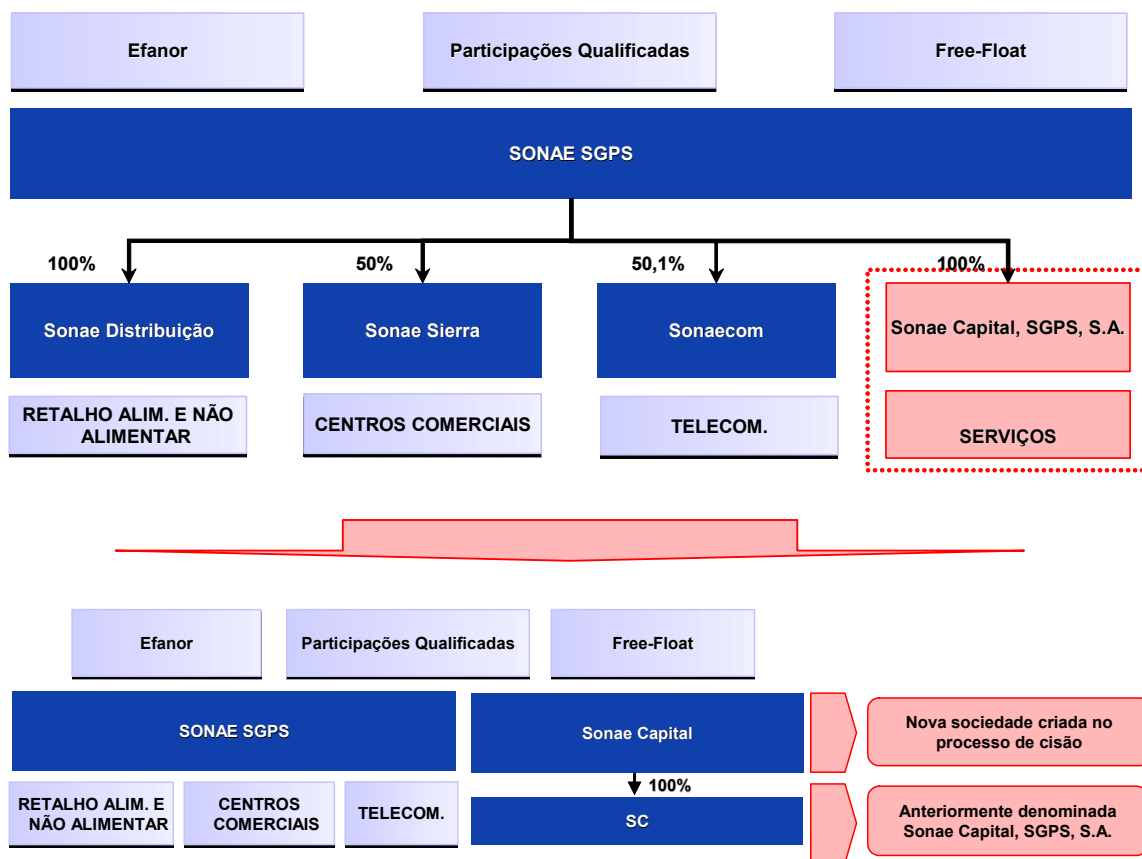 Efanor
Participações Qualificadas
Free-Float
SONAE SGPS
100%
50%
50,1%
100%
Sonae Distribuição
Sonae Sierra
Sonaecom
Sonae Capital, SGPS, S.A.
RETALHO ALIM. E NÃO
ALIMENTAR
CENTROS COMERCIAIS
TELECOM.
SERVIÇOS
Efanor
Participações Qualificadas
Free-Float
SONAE SGPS
Sonae Capital
Nova sociedade criada no
processo de cisão
100%
RETALHO ALIM. E
NÃO ALIMENTAR
CENTROS
COMERCIAIS
TELECOM.
SC
Anteriormente denominada
Sonae Capital, SGPS, S.A.